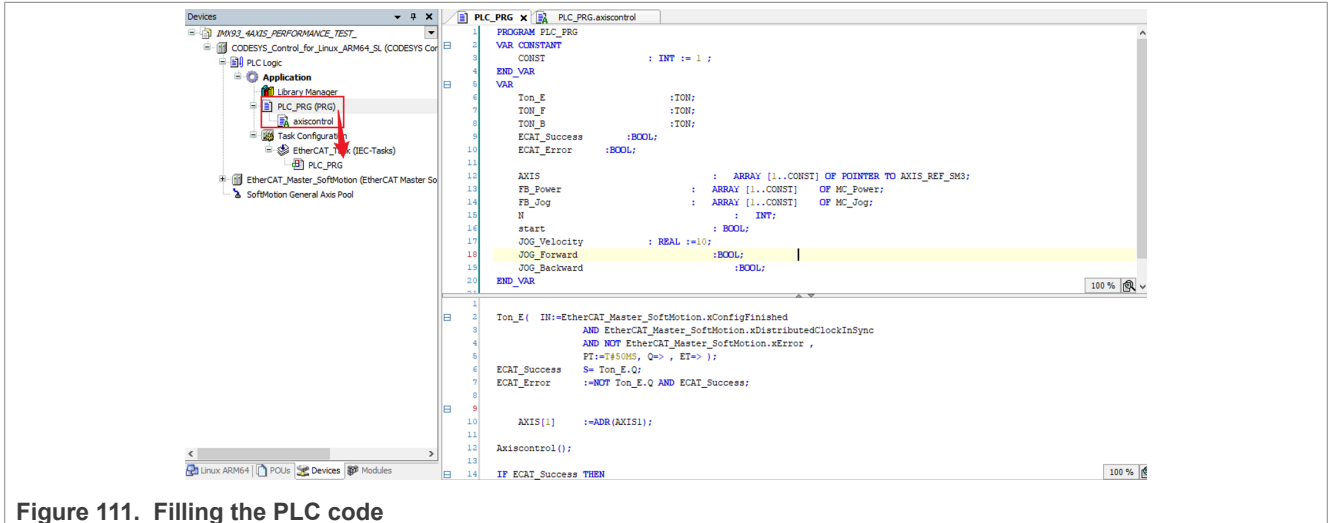 Devices
IMX93_4AXIS_PERFORMANCE_TEST_
CODESYS_Control_for_Linux_ARM64_SL (CODESYS Cor
PLC Logic
Application
Library Manager
PLC_PRG (PRG)
axiscontrol
Task Configuration
EtherCAT_Task (IEC-Tasks)
PLC_PRG
EtherCAT_Master_SoftMotion (EtherCAT Master So
SoftMotion General Axis Pool
Linux ARM64 POUs Devices Modules
PLC_PRG PLC_PRG.axiscontrol
1 PROGRAM PLC_PRG
2 VAR CONSTANT
3 CONST : INT := 1 ;
4 END_VAR
5 VAR
6 Ton_E :TON;
7 TON_F :TON;
8 TON_B :TON;
9 ECAT_Success :BOOL;
10 ECAT_Error :BOOL;
11
12 AXIS : ARRAY [1..CONST] OF POINTER TO AXIS_REF_SM3;
13 FB_Power : ARRAY [1..CONST] OF MC_Power;
14 FB_Jog : ARRAY [1..CONST] OF MC_Jog;
15 N : INT;
16 start : BOOL;
17 JOG_Velocity : REAL :=10;
18 JOG_Forward :BOOL;
19 JOG_Backward :BOOL;
20 END_VAR
100 %
1
2 Ton_E( IN:=EtherCAT_Master_SoftMotion.xConfigFinished
3 AND EtherCAT_Master_SoftMotion.xDistributedClockInSync
4 AND NOT EtherCAT_Master_SoftMotion.xError ,
5 PT:=T#50MS, Q=> , ET=> );
6 ECAT_Success S= Ton_E.Q;
7 ECAT_Error :=NOT Ton_E.Q AND ECAT_Success;
8
9
10 AXIS[1] :=ADR(AXIS1);
11
12 Axiscontrol();
13
14 IF ECAT_Success THEN
100 %
Figure 111. Filling the PLC code